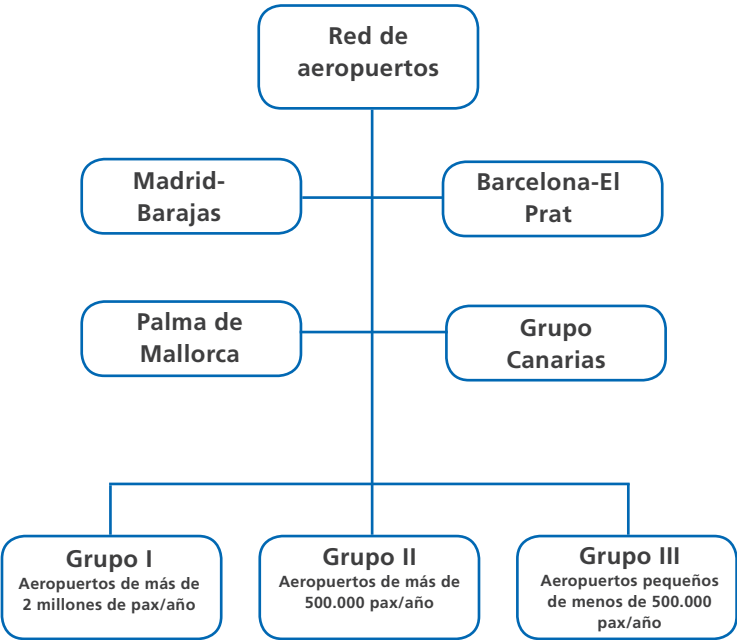 Red de
aeropuertos
Madrid-
Barajas
Barcelona-El
Prat
Palma de
Mallorca
Grupo
Canarias
Grupo I
Aeropuertos de más de
2 millones de pax/año
Grupo II
Aeropuertos de más de
500.000 pax/año
Grupo III
Aeropuertos pequeños
de menos de 500.000
pax/año